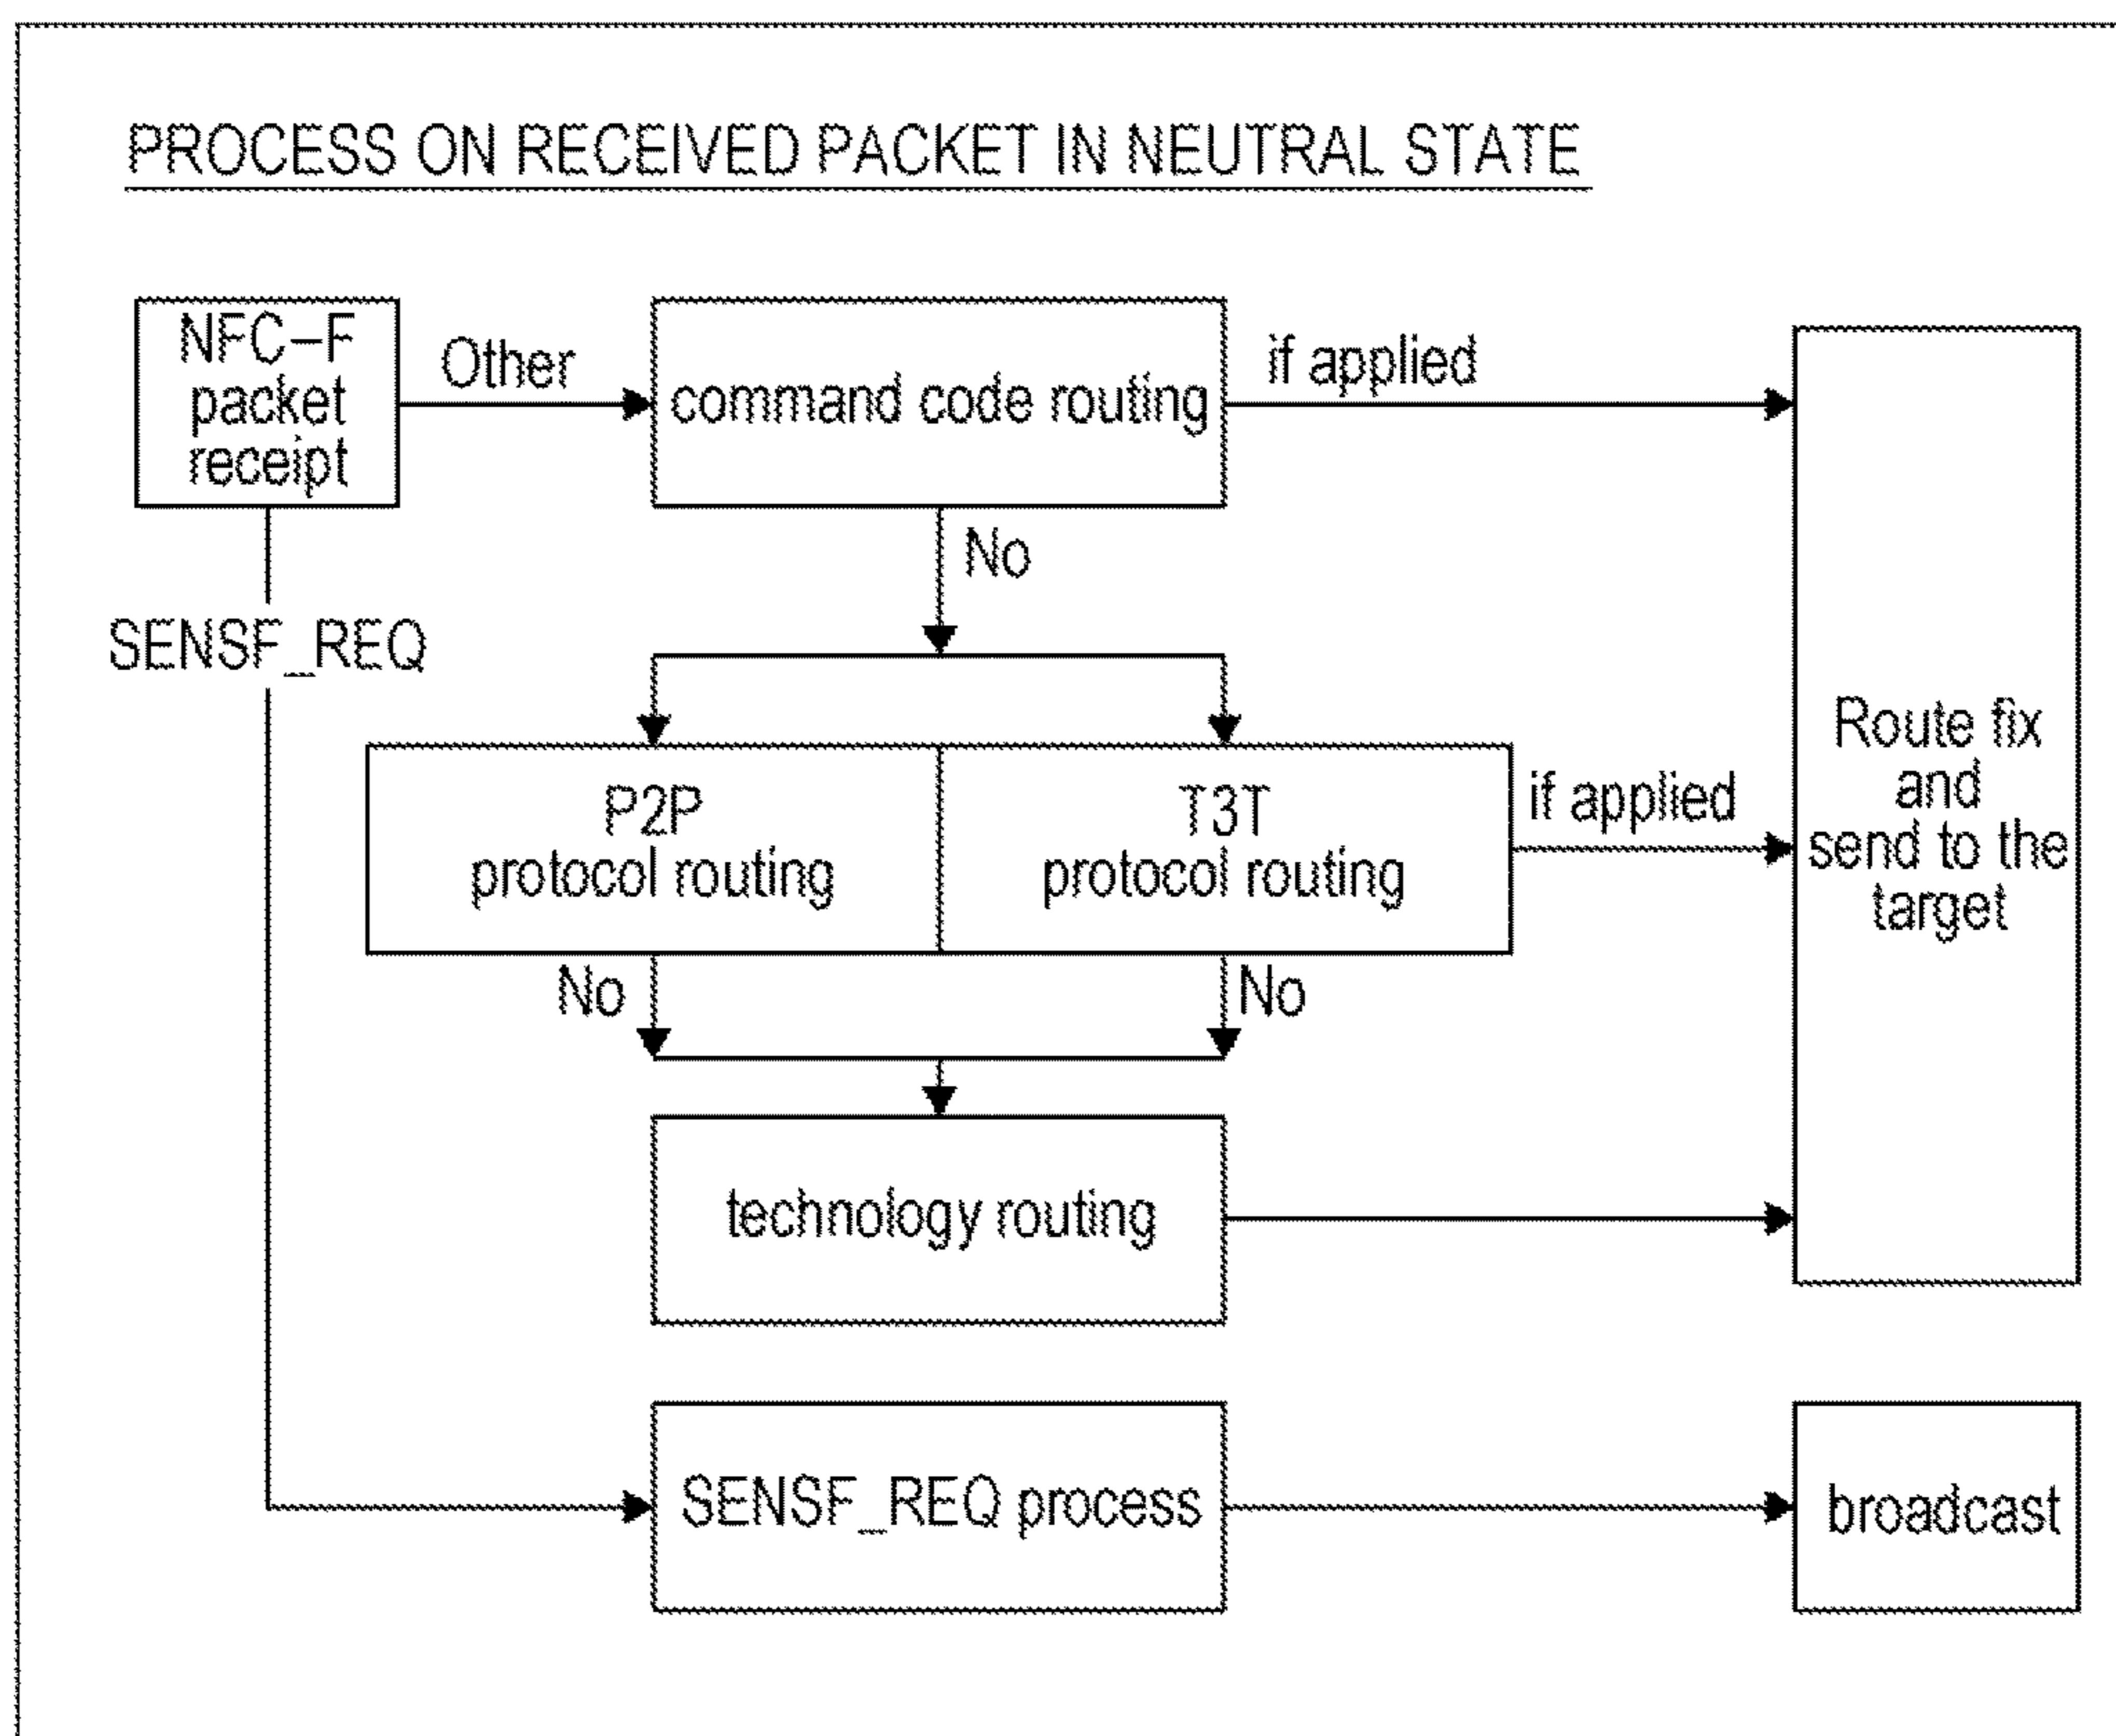 PROCESS ON RECEIVED PACKET IN NEUTRAL STATE
NFC-F
packet
receipt
Other
command code routing
if applied
No
SENSF_REQ
P2P
protocol routing
T3T
protocol routing
if applied
Route fix
and
send to the
target
No
No
technology routing
SENSF_REQ process
broadcast